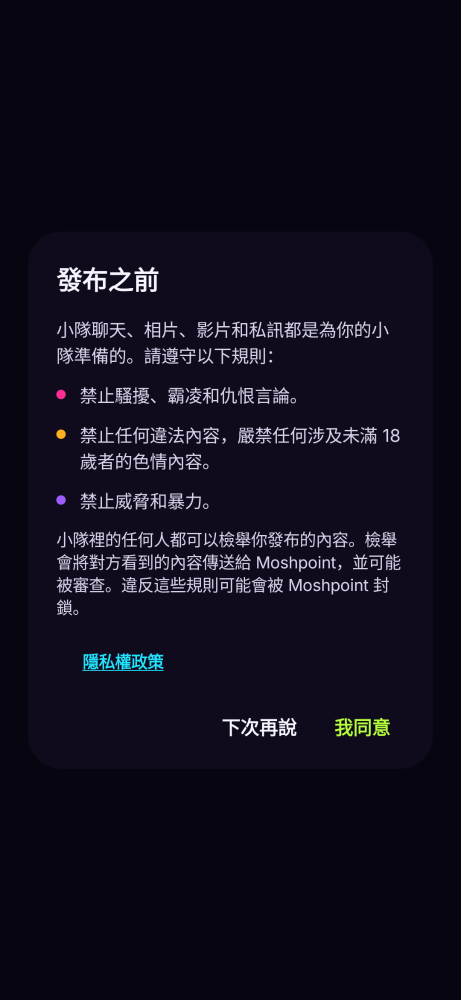 發布之前
小隊聊天、相片、影片和私訊都是為你的小
隊準備的。請遵守以下規則：
禁止騷擾、霸凌和仇恨言論。
禁止任何違法內容，嚴禁任何涉及未滿 18
歲者的色情內容。
禁止威脅和暴力。
小隊裡的任何人都可以檢舉你發布的內容。檢舉
會將對方看到的內容傳送給 Moshpoint，並可能
被審查。違反這些規則可能會被 Moshpoint 封
鎖。
隱私權政策
下次再說 我同意